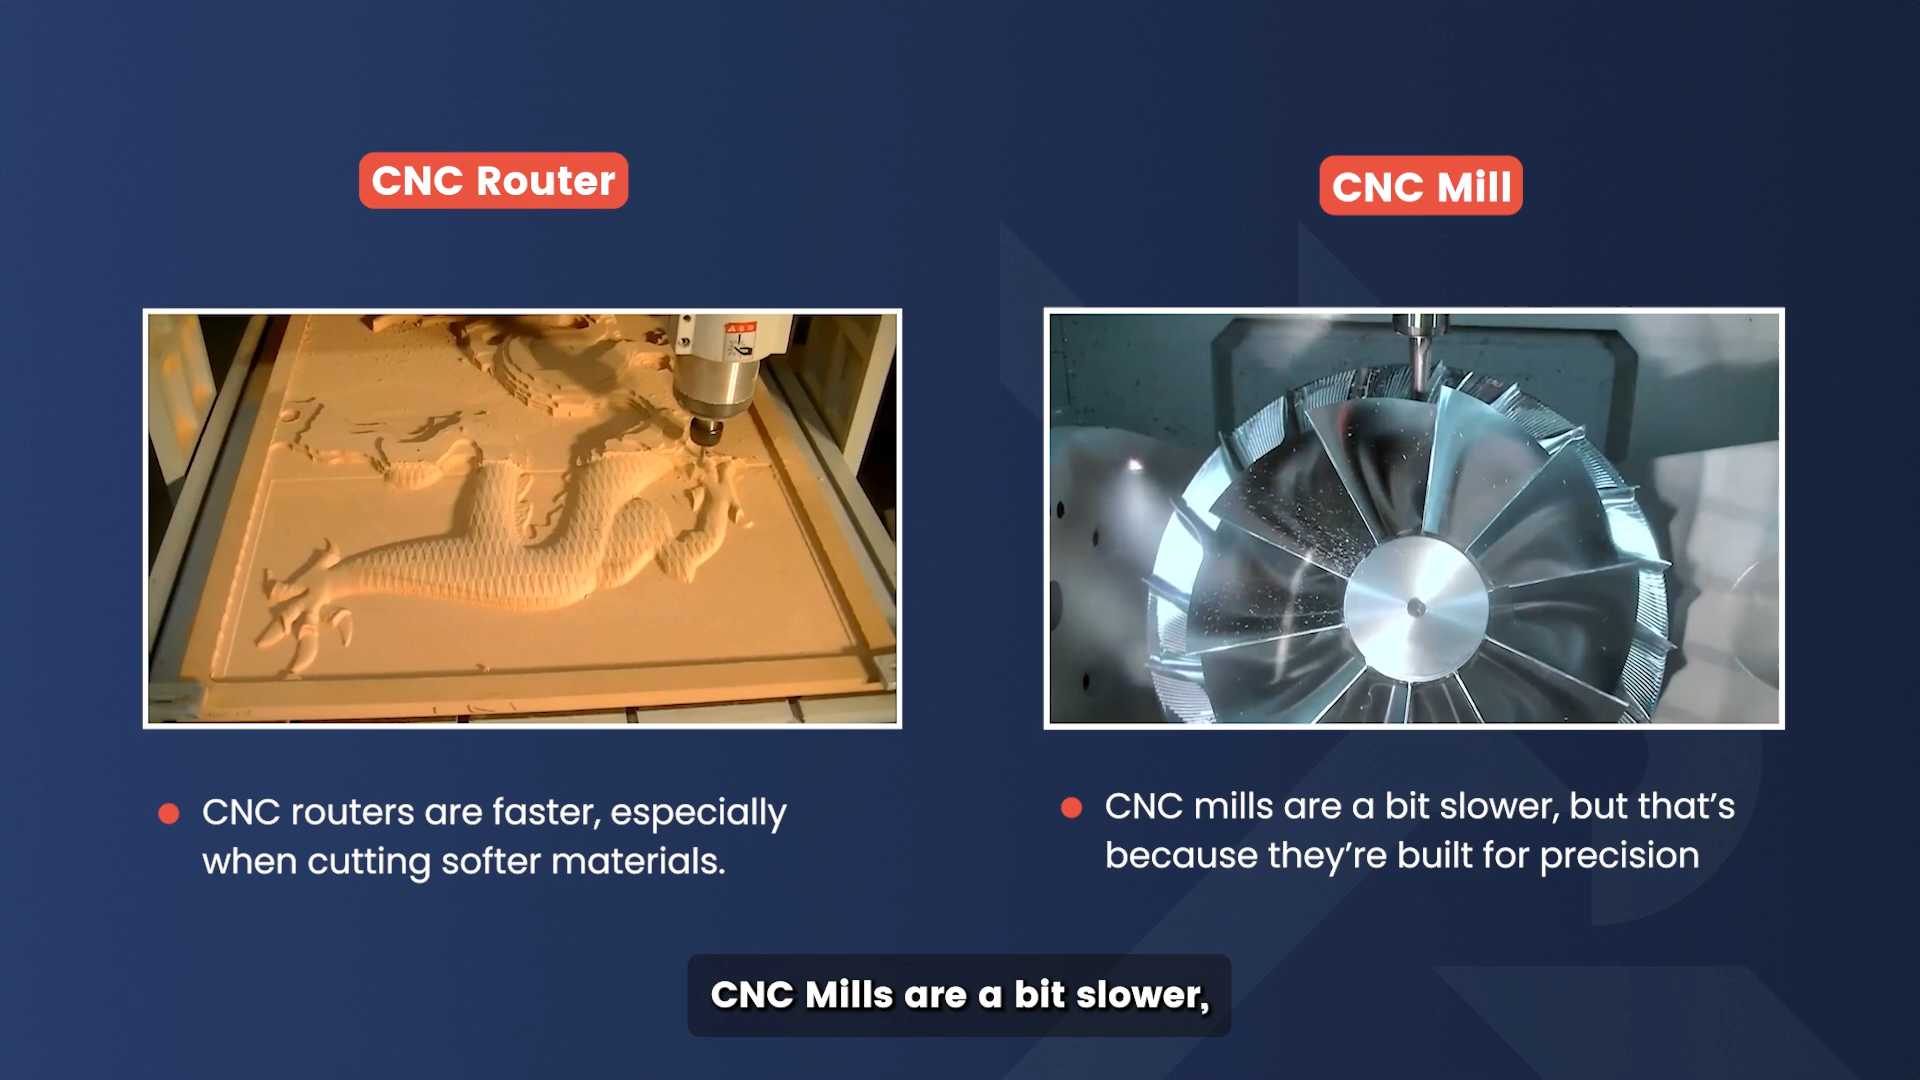 CNC Router
CNC Mill
CNC routers are faster, especially
when cutting softer materials.
CNC mills are a bit slower, but that’s
because they’re built for precision
CNC Mills are a bit slower,